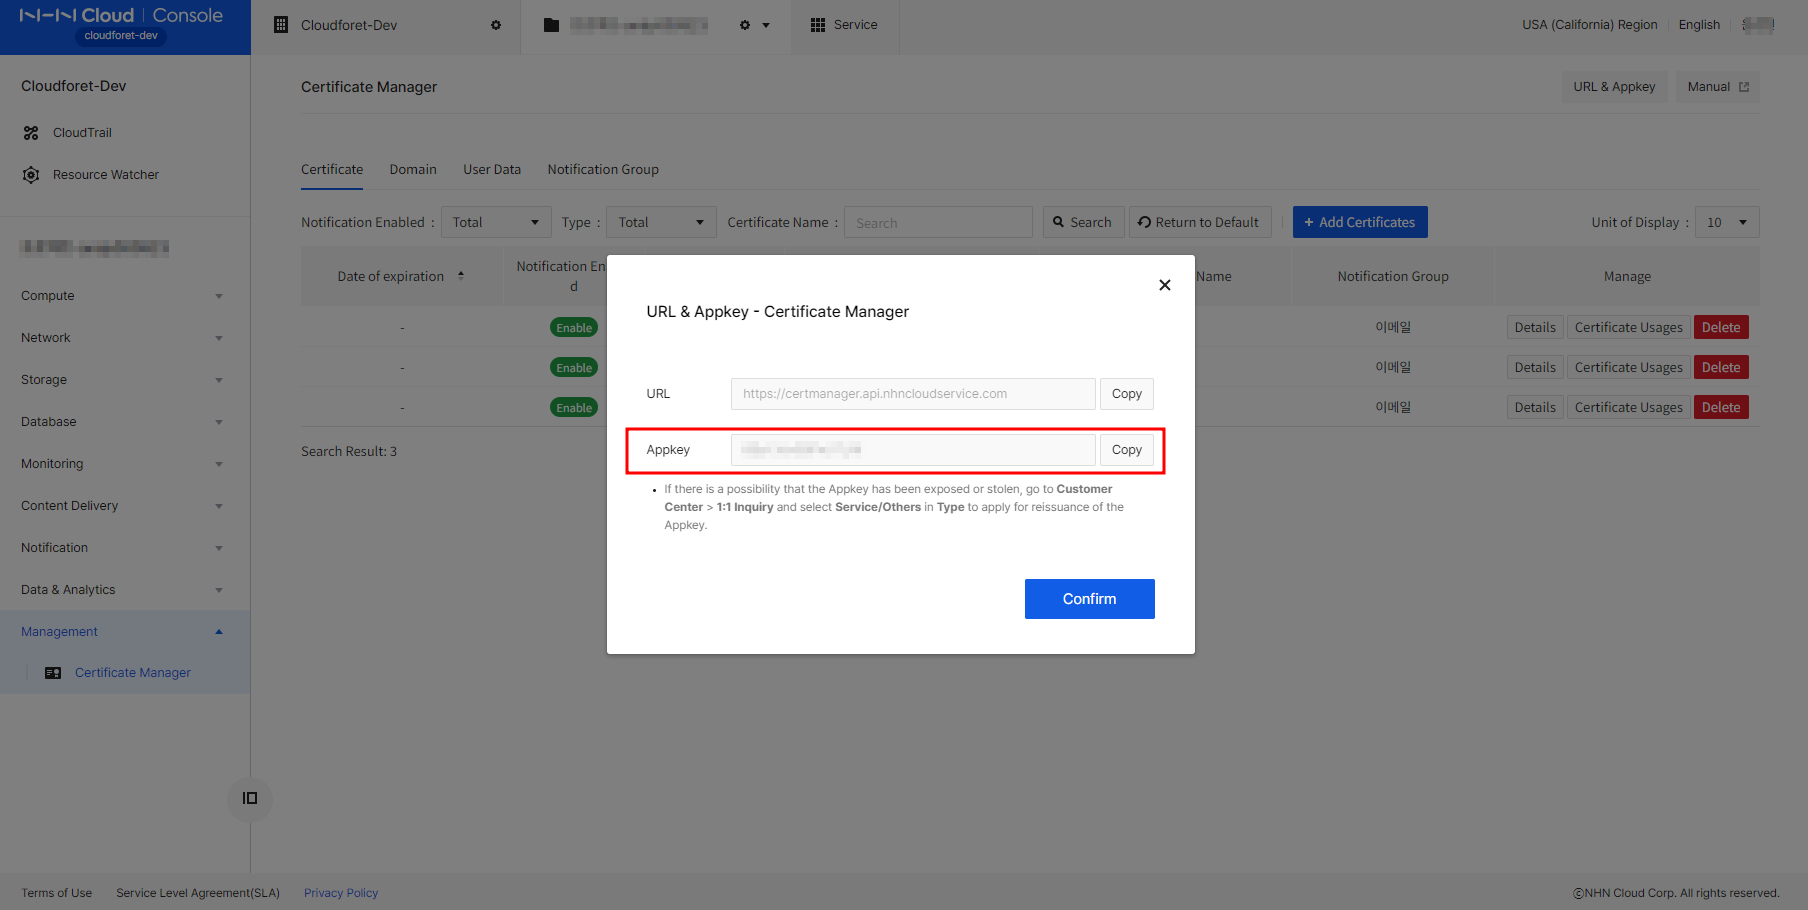 NHN Cloud | Console
cloudforet-dev
Cloudforet-Dev
Service
USA (California) Region
English
Cloudforet-Dev
CloudTrail
Resource Watcher
Compute
Network
Storage
Database
Monitoring
Content Delivery
Notification
Data & Analytics
Management
Certificate Manager
Certificate Manager
URL & Appkey
Manual
Certificate Domain User Data Notification Group
Notification Enabled : Total Type : Total Certificate Name : Search Search Return to Default + Add Certificates Unit of Display : 10
Date of expiration Notification En
d
Name Notification Group Manage
- Enable 이메일 Details Certificate Usages Delete
- Enable 이메일 Details Certificate Usages Delete
- Enable 이메일 Details Certificate Usages Delete
Search Result: 3
URL & Appkey - Certificate Manager
URL https://certmanager.api.nhncloudservice.com Copy
Appkey Copy
• If there is a possibility that the Appkey has been exposed or stolen, go to Customer
Center > 1:1 Inquiry and select Service/Others in Type to apply for reissuance of the
Appkey.
Confirm
Terms of Use Service Level Agreement(SLA) Privacy Policy
©NHN Cloud Corp. All rights reserved.